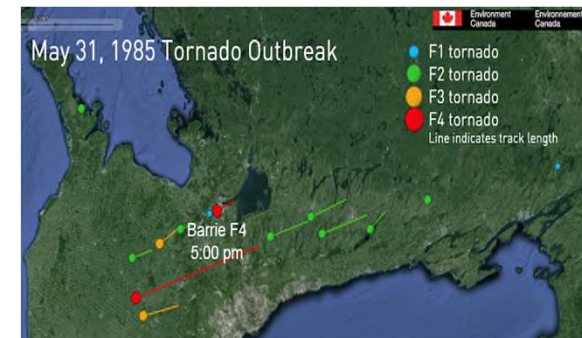 Environment
Canada
Environnement
Canada
May 31, 1985 Tornado Outbreak
F1 tornado
F2 tornado
F3 tornado
F4 tornado
Line indicates track length
Barrie F4
5:00 pm